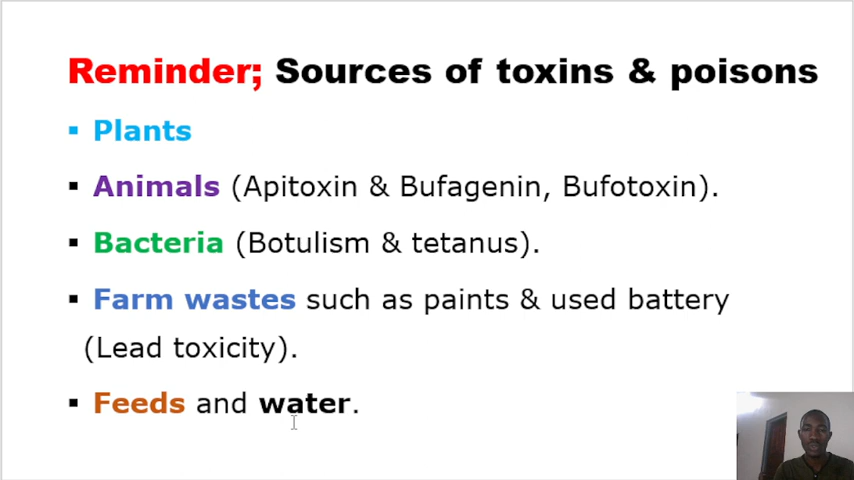 Reminder; Sources of toxins & poisons
▪ Plants
▪ Animals (Apitoxin & Bufagenin, Bufotoxin).
▪ Bacteria (Botulism & tetanus).
▪ Farm wastes such as paints & used battery
(Lead toxicity).
▪ Feeds and water.